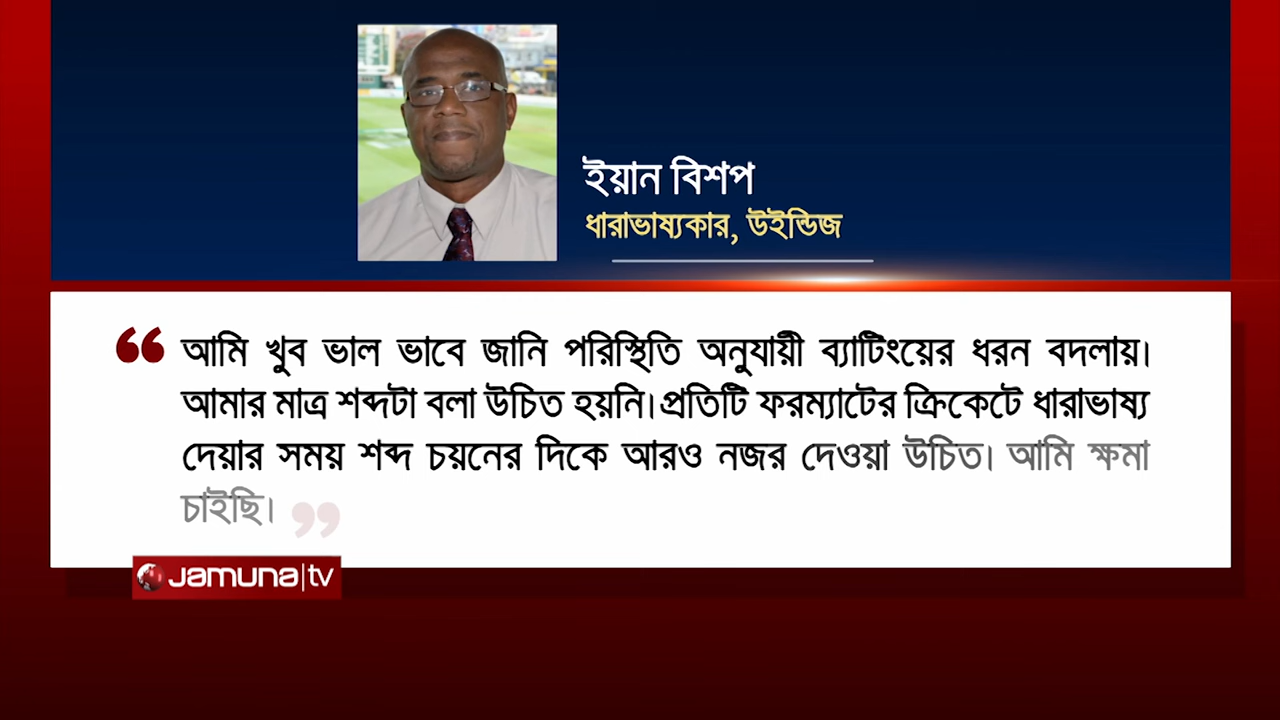 ইয়ান বিশপ
ধারাভাষ্যকার, উইন্ডিজ
“ আমি খুব ভাল ভাবে জানি পরিস্থিতি অনুযায়ী ব্যাটিংয়ের ধরন বদলায়।
আমার মাত্র শব্দটা বলা উচিত হয়নি। প্রতিটি ফরম্যাটের ক্রিকেটে ধারাভাষ্য
দেয়ার সময় শব্দ চয়নের দিকে আরও নজর দেওয়া উচিত। আমি ক্ষমা
চাইছি। ”
Jamuna|tv